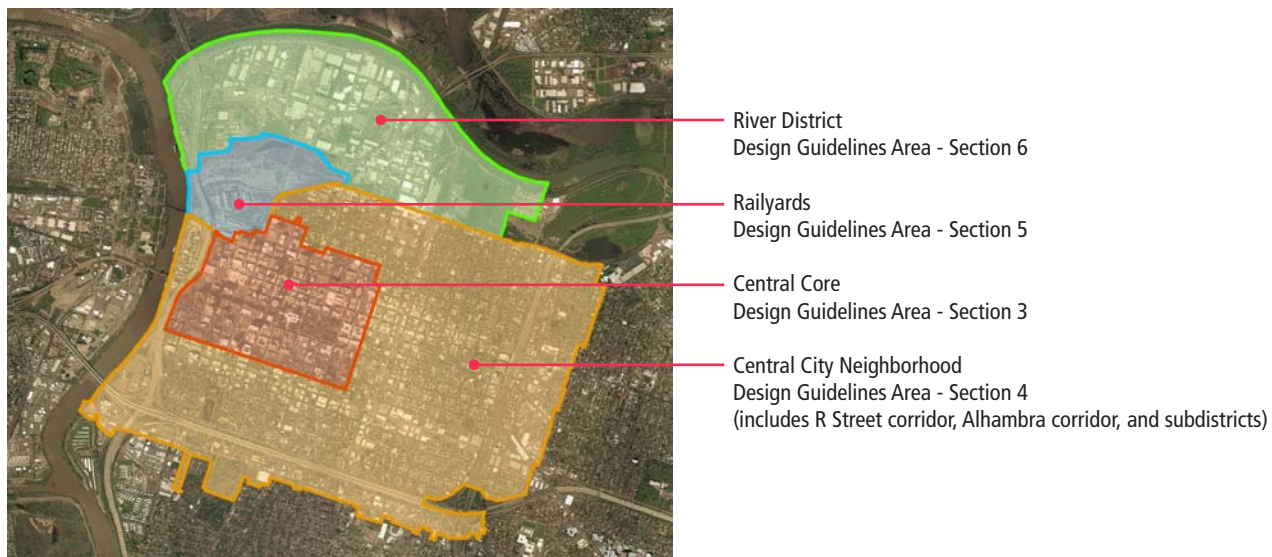 River District
Design Guidelines Area - Section 6
Railyards
Design Guidelines Area - Section 5
Central Core
Design Guidelines Area - Section 3
Central City Neighborhood
Design Guidelines Area - Section 4
(includes R Street corridor, Alhambra corridor, and subdistricts)